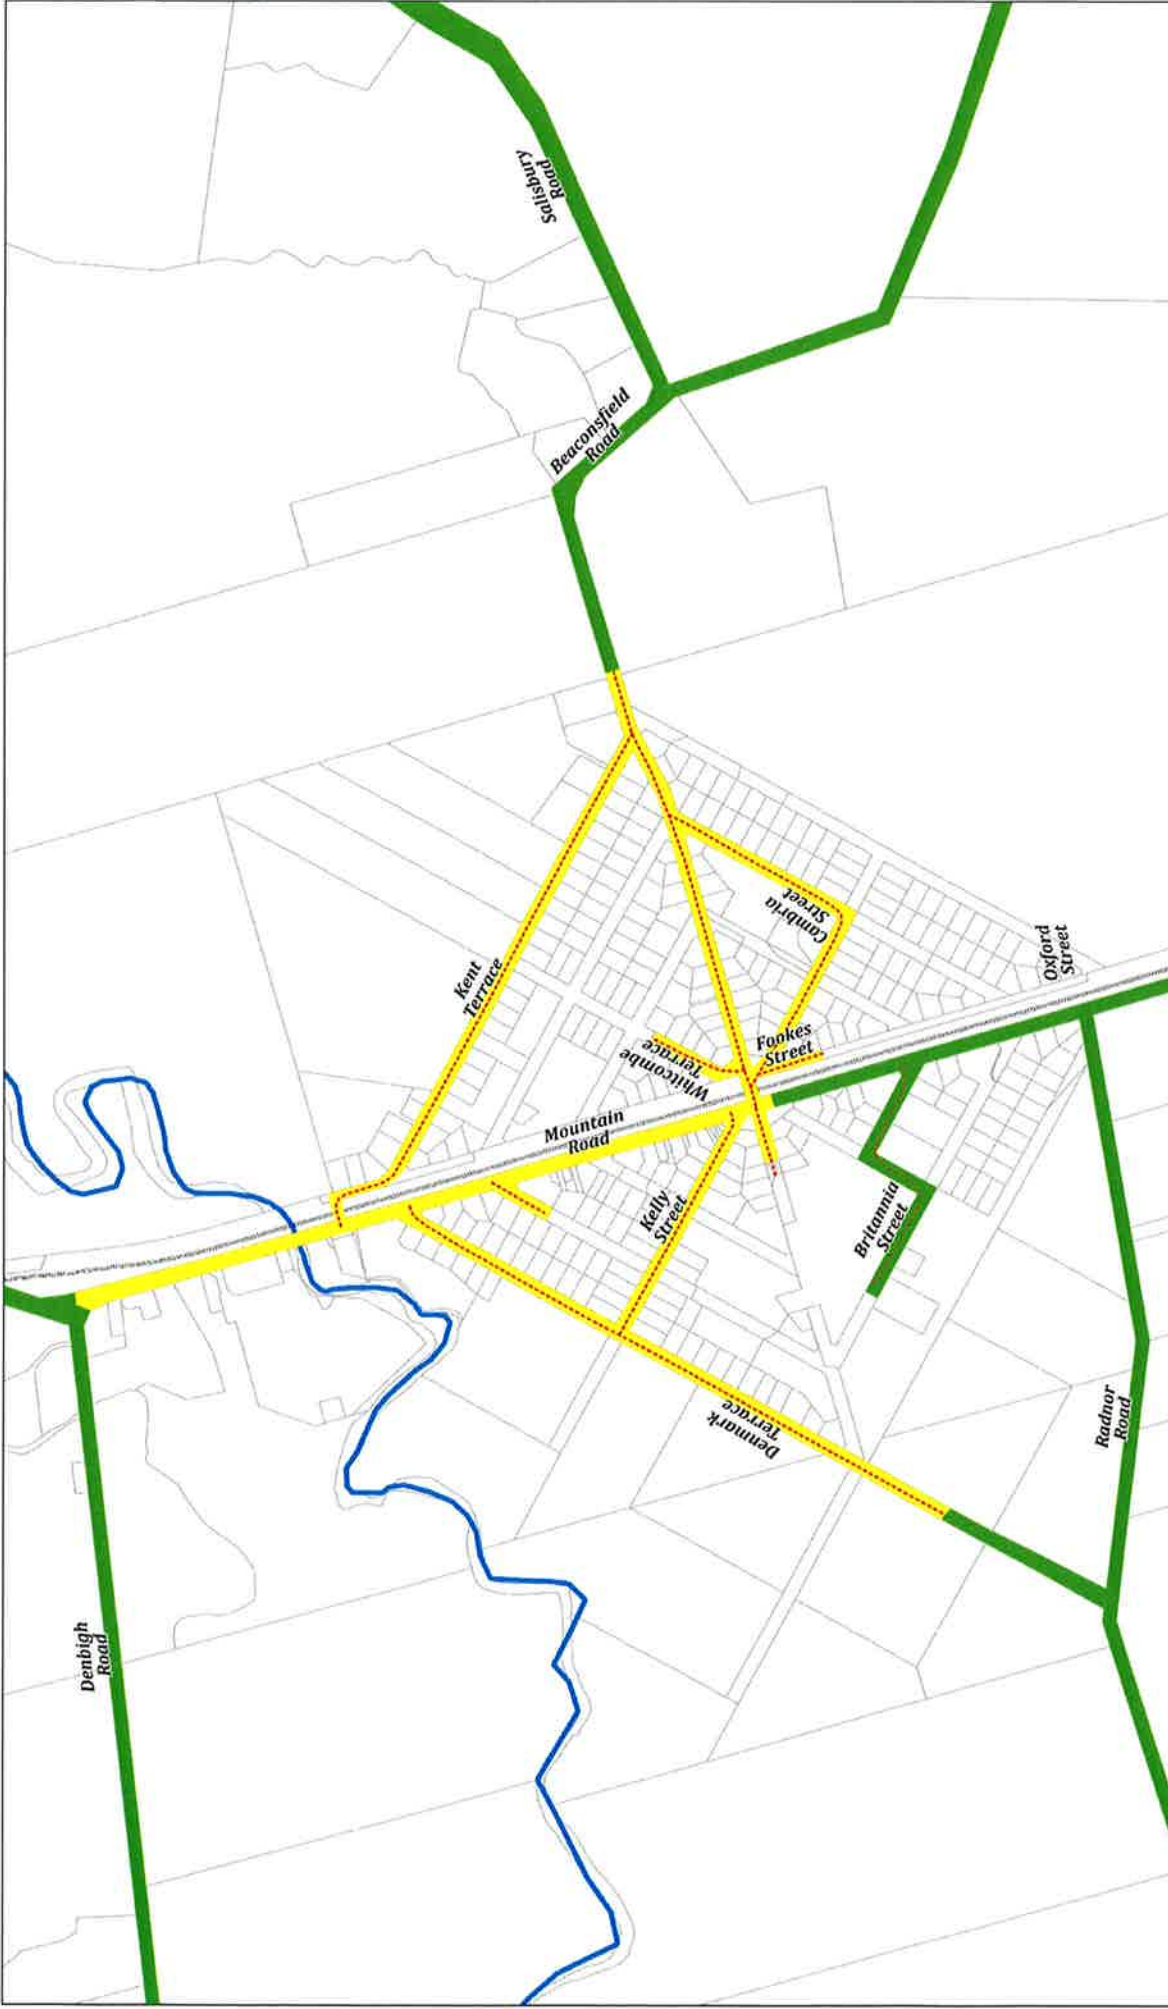 Salisbury
Road
Beaconsfield
Road
Cambria
Street
Oxford
Street
Kent
Terrace
Fookes
Street
Whitcombe
Terrace
Mountain
Road
Kelly
Street
Britannia
Street
Denmark
Terrace
Radnor
Road
Denbigh
Road